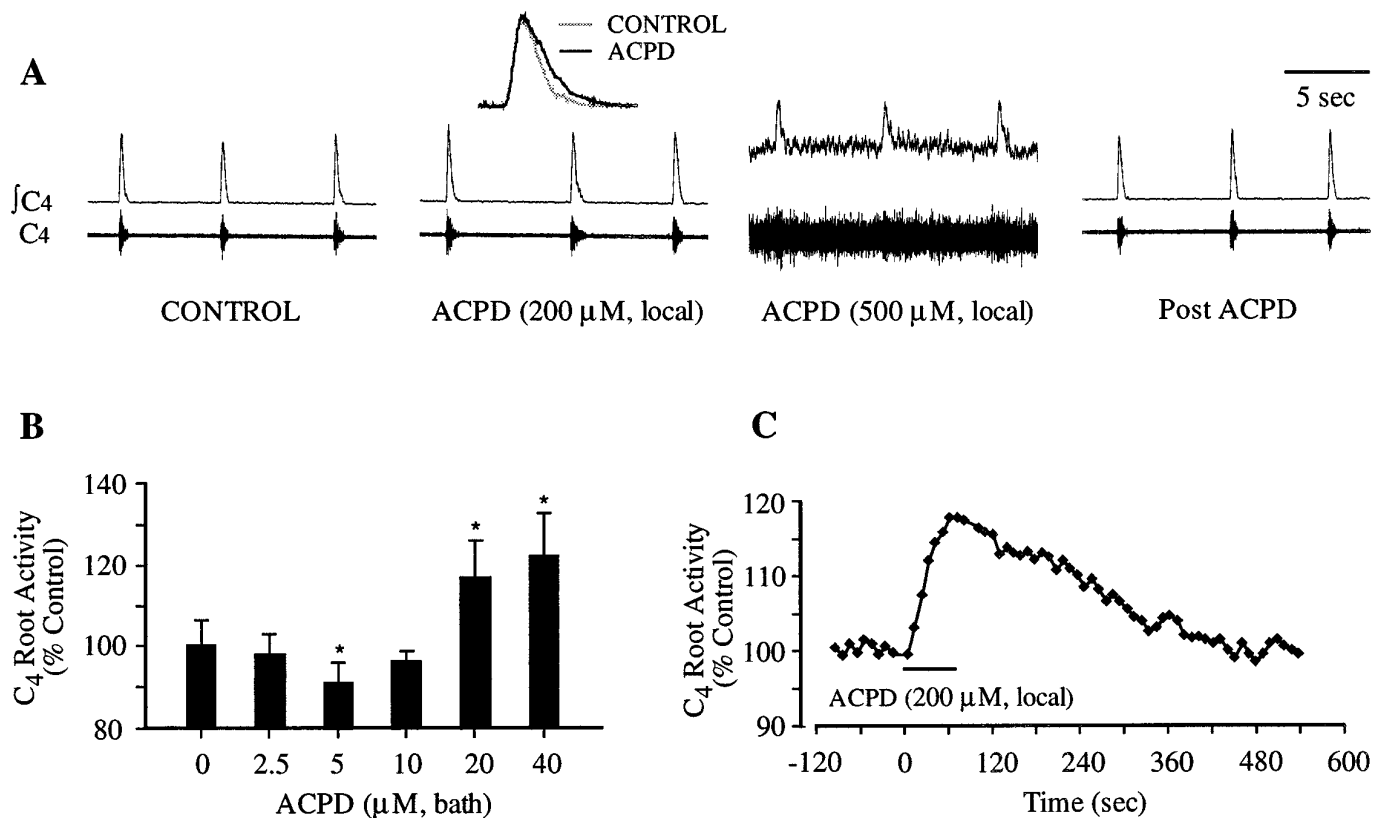 A
CONTROL
ACPD
5 sec
∫C4
C4
CONTROL
ACPD (200 µM, local)
ACPD (500 µM, local)
Post ACPD
B
C4 Root Activity
(% Control)
140
120
100
80
*
*
*
0 2.5 5 10 20 40
ACPD (µM, bath)
C
C4 Root Activity
(% Control)
120
110
100
90
ACPD (200 µM, local)
-120 0 120 240 360 480 600
Time (sec)